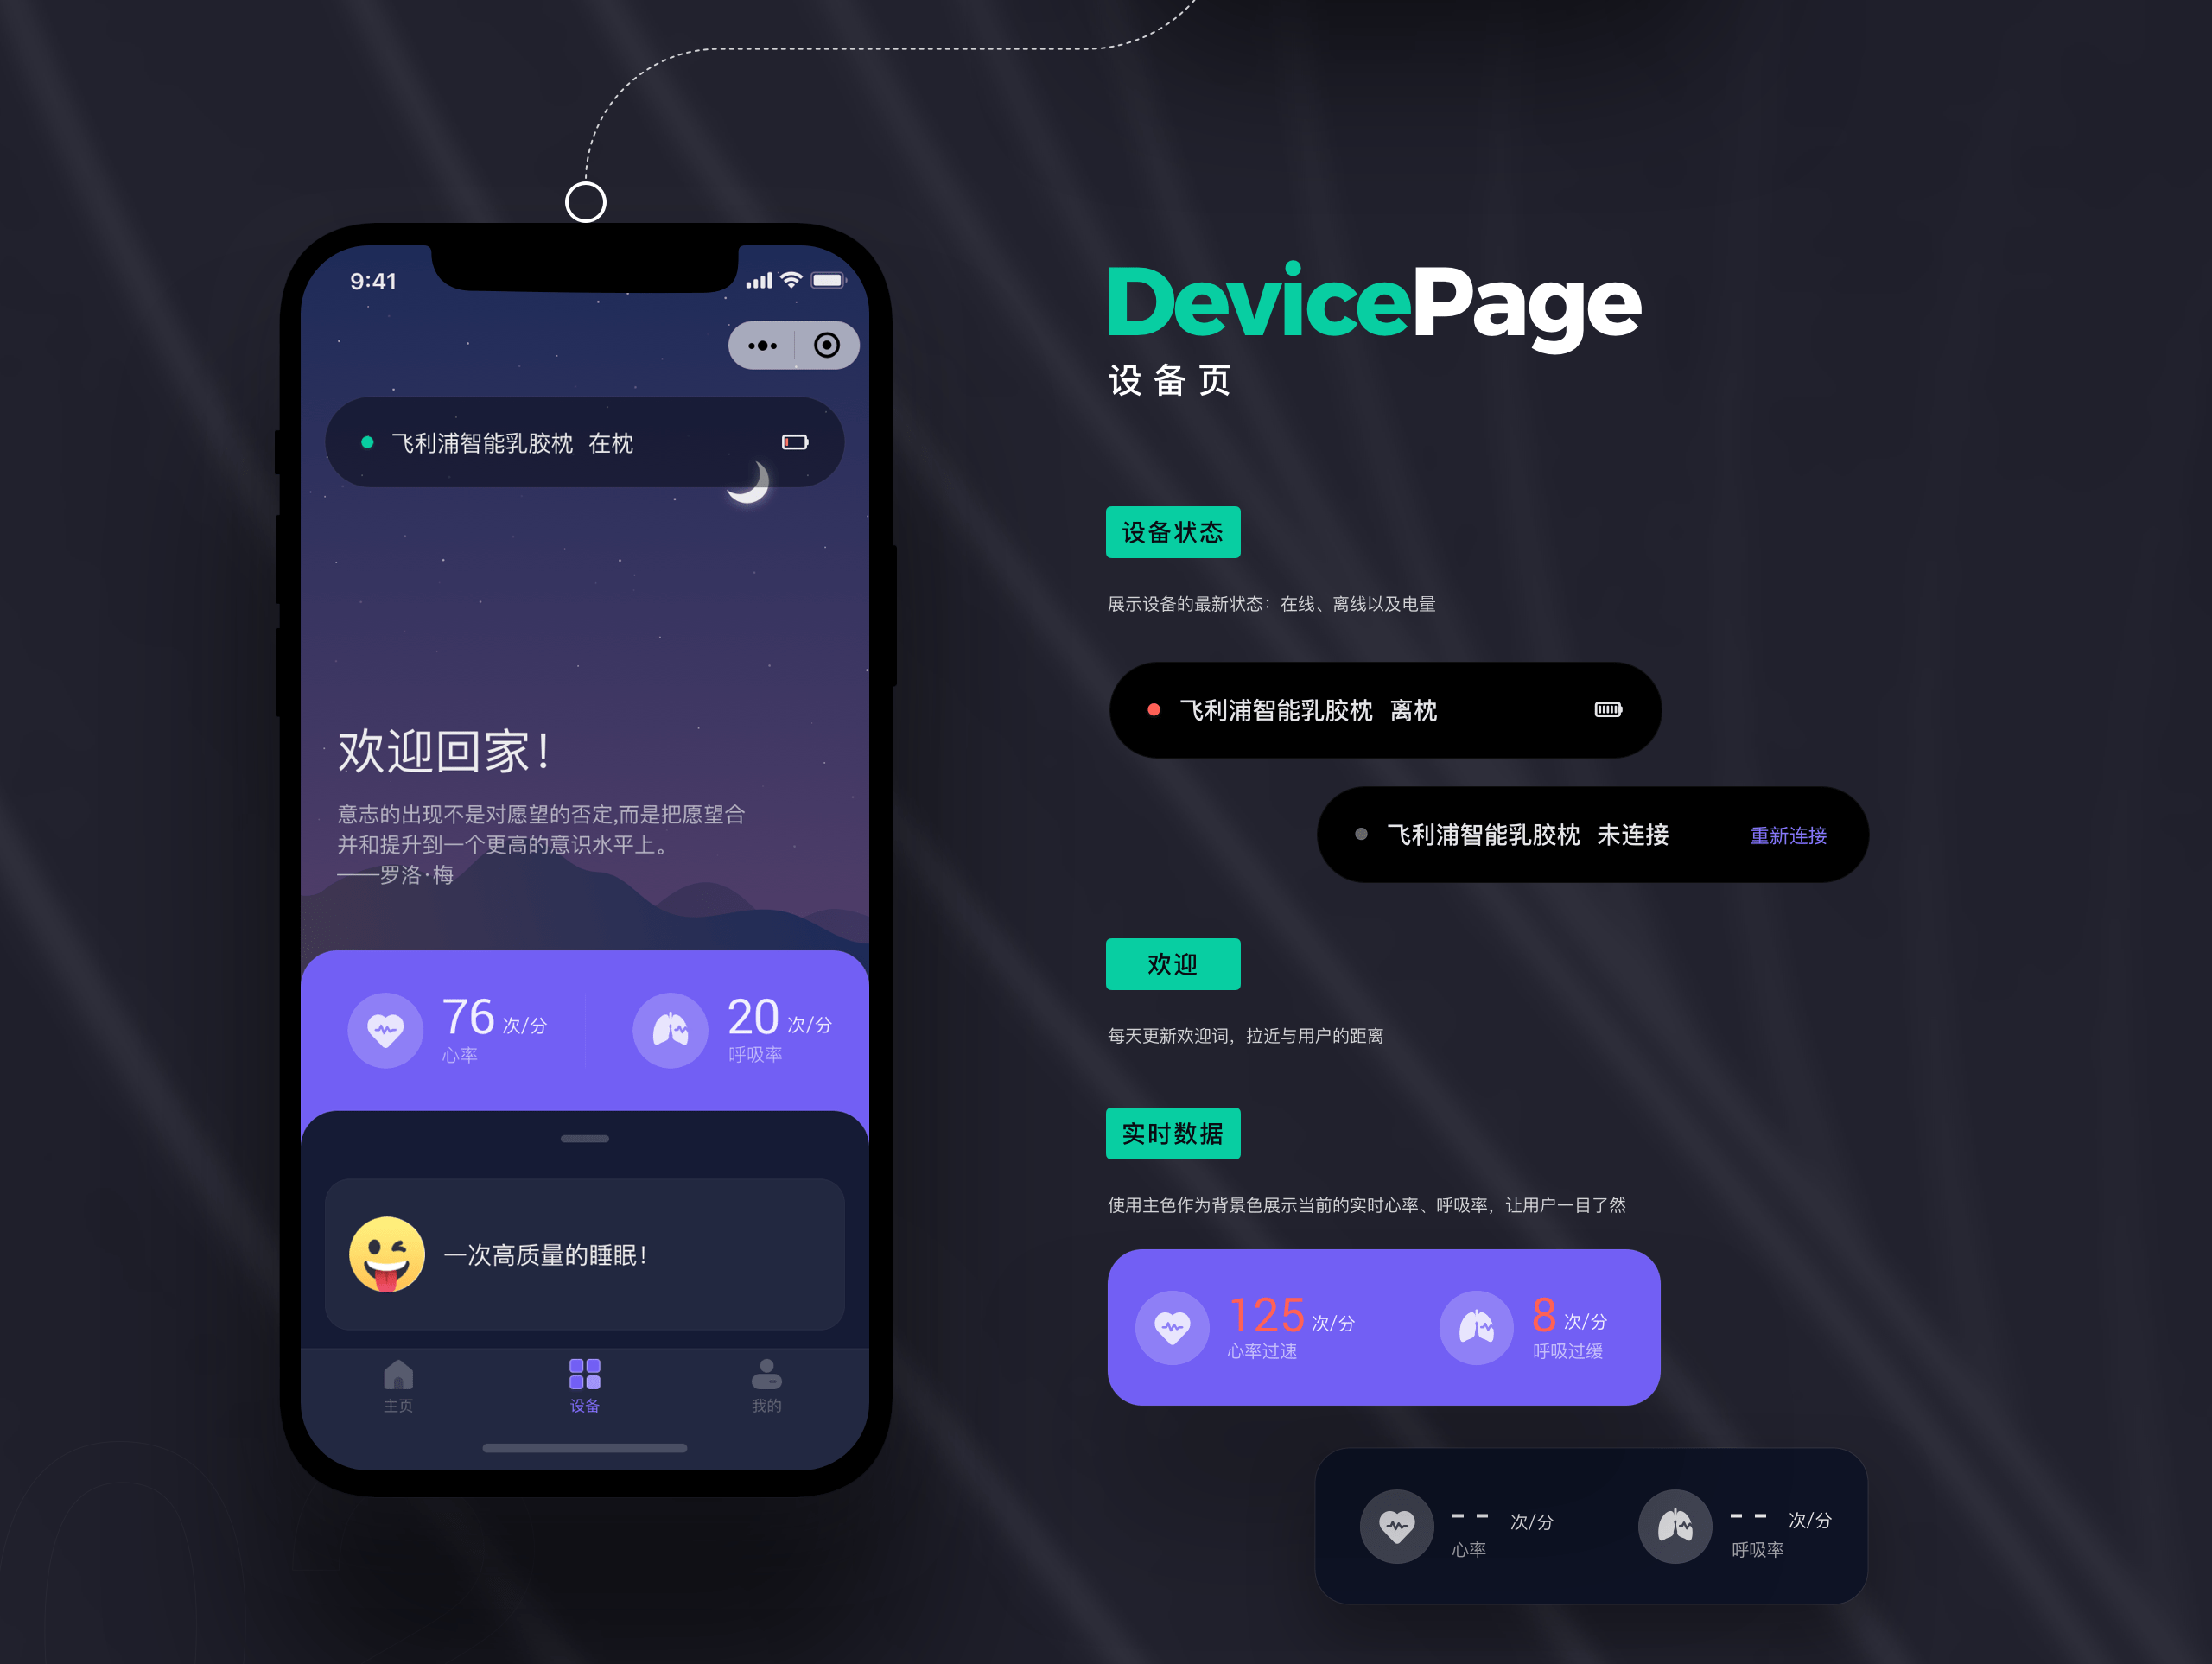 9:41
飞利浦智能乳胶枕 在枕
欢迎回家！
意志的出现不是对愿望的否定,而是把愿望合
并和提升到一个更高的意识水平上。
——罗洛·梅
76 次/分
心率
20 次/分
呼吸率
一次高质量的睡眠！
主页
设备
我的
DevicePage
设备页
设备状态
展示设备的最新状态：在线、离线以及电量
飞利浦智能乳胶枕 离枕
飞利浦智能乳胶枕 未连接 重新连接
欢迎
每天更新欢迎词，拉近与用户的距离
实时数据
使用主色作为背景色展示当前的实时心率、呼吸率，让用户一目了然
125 次/分
心率过速
8 次/分
呼吸过缓
-- 次/分
心率
-- 次/分
呼吸率